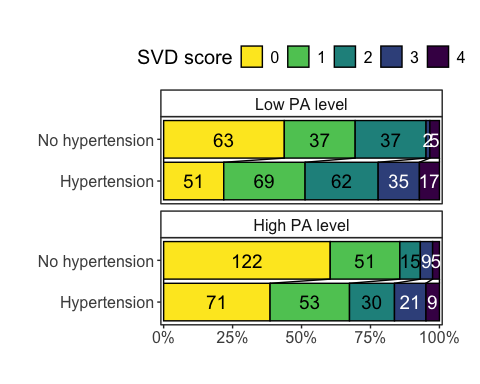 SVD score 0 1 2 3 4
Low PA level
No hypertension 63 37 37 2 5
Hypertension 51 69 62 35 17
High PA level
No hypertension 122 51 15 9 5
Hypertension 71 53 30 21 9
0% 25% 50% 75% 100%